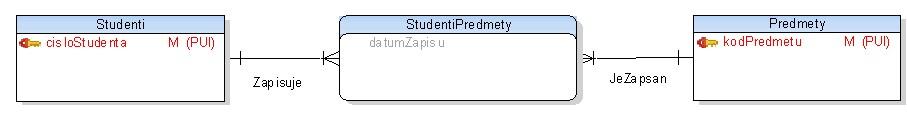 Studenti
cisloStudenta M (PUI)
Zapisuje
StudentiPredmety
datumZapisu
JeZapsan
Predmety
kodPredmetu M (PUI)